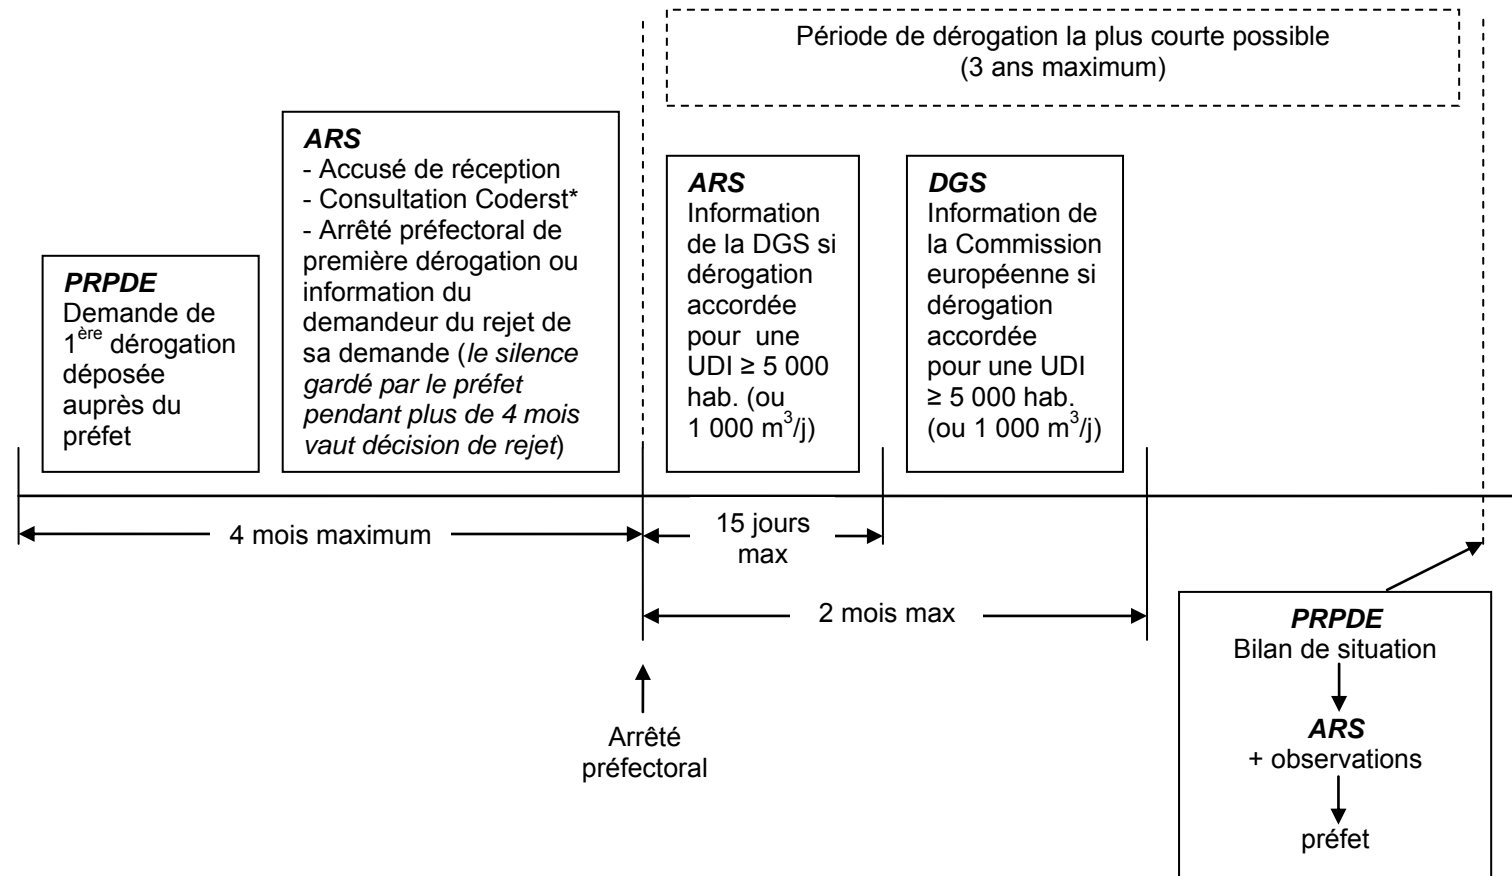 Période de dérogation la plus courte possible
(3 ans maximum)
PRPDE
Demande de
1ère dérogation
déposée
auprès du
préfet
ARS
- Accusé de réception
- Consultation Coderst*
- Arrêté préfectoral de
première dérogation ou
information du
demandeur du rejet de
sa demande (le silence
gardé par le préfet
pendant plus de 4 mois
vaut décision de rejet)
ARS
Information
de la DGS si
dérogation
accordée
pour une
UDI ≥ 5 000
hab. (ou
1 000 m³/j)
DGS
Information de
la Commission
européenne si
dérogation
accordée
pour une UDI
≥ 5 000 hab.
(ou 1 000 m³/j)
4 mois maximum
15 jours
max
2 mois max
Arrêté
préfectoral
PRPDE
Bilan de situation
ARS
+ observations
préfet